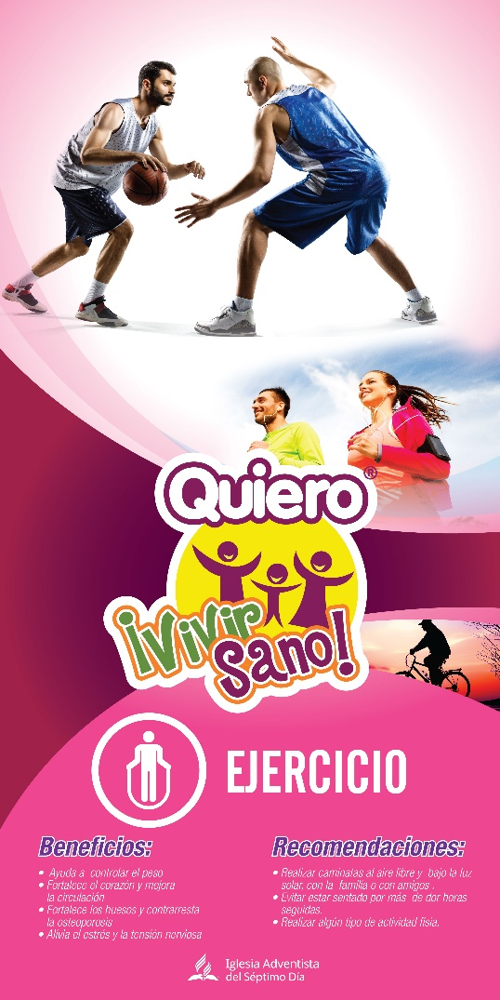 Quiero®
¡Vivir
Sano!
EJERCICIO
Beneficios:
• Ayuda a controlar el peso
• Fortalece el corazón y mejora
la circulación
• Fortalece los huesos y contrarresta
la osteoporosis
• Alivia el estrés y la tensión nerviosa
Recomendaciones:
• Realizar caminatas al aire libre y bajo la luz
solar, con la familia o con amigos .
• Evitar estar sentado por más de dor horas
seguidas.
• Realizar algún tipo de actividad fisia.
Iglesia Adventista
del Séptimo Día